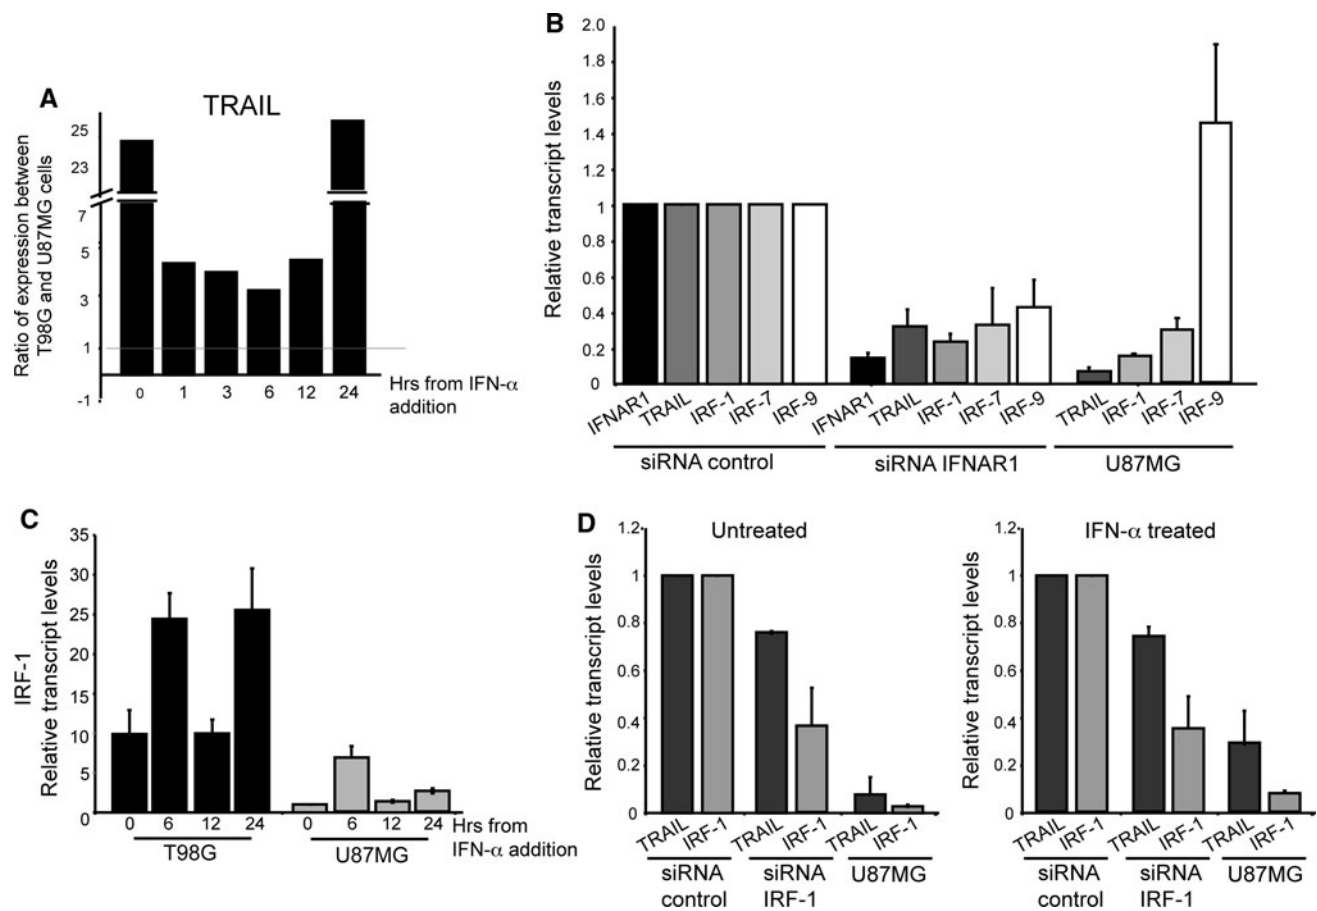 A
TRAIL
Ratio of expression between
T98G and U87MG cells
25
23
7
5
3
1
-1
0 1 3 6 12 24
Hrs from IFN-α
addition
B
Relative transcript levels
2.0
1.8
1.6
1.4
1.2
1
0.8
0.6
0.4
0.2
0
IFNAR1 TRAIL IRF-1 IRF-7 IRF-9
IFNAR1 TRAIL IRF-1 IRF-7 IRF-9
TRAIL IRF-1 IRF-7 IRF-9
siRNA control
siRNA IFNAR1
U87MG
C
IRF-1
Relative transcript levels
35
30
25
20
15
10
5
0
0 6 12 24
0 6 12 24
Hrs from
IFN-α addition
T98G
U87MG
D
Untreated
Relative transcript levels
1.2
1
0.8
0.6
0.4
0.2
0
TRAIL IRF-1
TRAIL IRF-1
TRAIL IRF-1
siRNA
control
siRNA
IRF-1
U87MG
IFN-α treated
Relative transcript levels
1.2
1
0.8
0.6
0.4
0.2
0
TRAIL IRF-1
TRAIL IRF-1
TRAIL IRF-1
siRNA
control
siRNA
IRF-1
U87MG